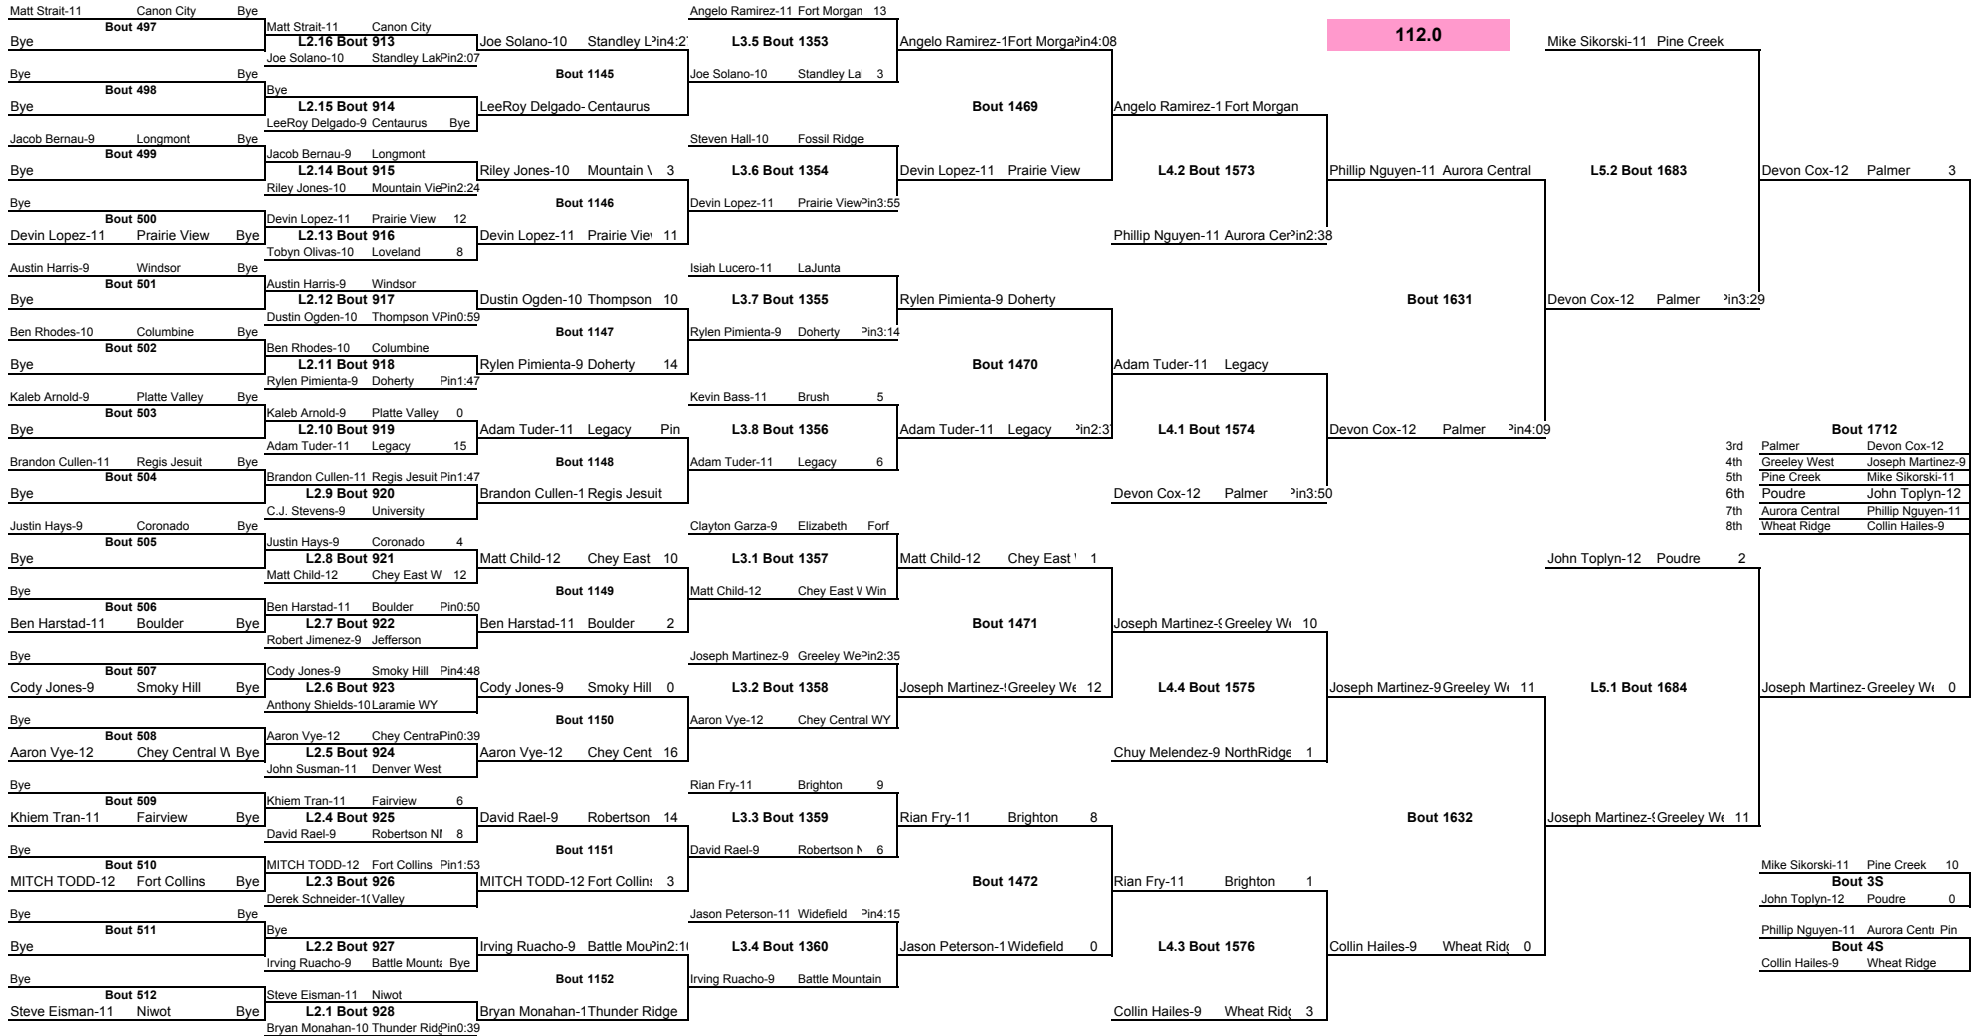 112.0
Matt Strait-11 Canon City Bye
Bout 497
Bye
Bye Bye
Bout 498
Bye
Jacob Bernau-9 Longmont Bye
Bout 499
Bye
Bye
Bout 500
Devin Lopez-11 Prairie View Bye
Austin Harris-9 Windsor Bye
Bout 501
Bye
Ben Rhodes-10 Columbine Bye
Bout 502
Bye
Kaleb Arnold-9 Platte Valley Bye
Bout 503
Bye
Brandon Cullen-11 Regis Jesuit Bye
Bout 504
Bye
Justin Hays-9 Coronado Bye
Bout 505
Bye
Bye
Bout 506
Ben Harstad-11 Boulder Bye
Bye
Bout 507
Cody Jones-9 Smoky Hill Bye
Bye
Bout 508
Aaron Vye-12 Chey Central W Bye
Bye
Bout 509
Khiem Tran-11 Fairview Bye
Bye
Bout 510
MITCH TODD-12 Fort Collins Bye
Bye Bye
Bout 511
Bye
Bye
Bout 512
Steve Eisman-11 Niwot Bye
Matt Strait-11 Canon City
L2.16 Bout 913
Joe Solano-10 Standley Lak Pin2:07
Bye
L2.15 Bout 914
LeeRoy Delgado-9 Centaurus Bye
Jacob Bernau-9 Longmont
L2.14 Bout 915
Riley Jones-10 Mountain Vie Pin2:24
Devin Lopez-11 Prairie View 12
L2.13 Bout 916
Tobyn Olivas-10 Loveland 8
Austin Harris-9 Windsor
L2.12 Bout 917
Dustin Ogden-10 Thompson V Pin0:59
Ben Rhodes-10 Columbine
L2.11 Bout 918
Rylen Pimienta-9 Doherty Pin1:47
Kaleb Arnold-9 Platte Valley 0
L2.10 Bout 919
Adam Tuder-11 Legacy 15
Brandon Cullen-11 Regis Jesuit Pin1:47
L2.9 Bout 920
C.J. Stevens-9 University
Justin Hays-9 Coronado 4
L2.8 Bout 921
Matt Child-12 Chey East W 12
Ben Harstad-11 Boulder Pin0:50
L2.7 Bout 922
Robert Jimenez-9 Jefferson
Cody Jones-9 Smoky Hill Pin4:48
L2.6 Bout 923
Anthony Shields-10 Laramie WY
Aaron Vye-12 Chey Centra Pin0:39
L2.5 Bout 924
John Susman-11 Denver West
Khiem Tran-11 Fairview 6
L2.4 Bout 925
David Rael-9 Robertson NM 8
MITCH TODD-12 Fort Collins Pin1:53
L2.3 Bout 926
Derek Schneider-10 Valley
Bye
L2.2 Bout 927
Irving Ruacho-9 Battle Mounta Bye
Steve Eisman-11 Niwot
L2.1 Bout 928
Bryan Monahan-10 Thunder Ridg Pin0:39
Joe Solano-10 Standley L Pin4:27
Bout 1145
LeeRoy Delgado- Centaurus
Riley Jones-10 Mountain V 3
Bout 1146
Devin Lopez-11 Prairie Vie 11
Dustin Ogden-10 Thompson 10
Bout 1147
Rylen Pimienta-9 Doherty 14
Adam Tuder-11 Legacy Pin
Bout 1148
Brandon Cullen-1 Regis Jesuit
Matt Child-12 Chey East 10
Bout 1149
Ben Harstad-11 Boulder 2
Cody Jones-9 Smoky Hill 0
Bout 1150
Aaron Vye-12 Chey Cent 16
David Rael-9 Robertson 14
Bout 1151
MITCH TODD-12 Fort Collins 3
Irving Ruacho-9 Battle Mou Pin2:10
Bout 1152
Bryan Monahan-1 Thunder Ridge
Angelo Ramirez-11 Fort Morgan 13
L3.5 Bout 1353
Joe Solano-10 Standley La 3
Steven Hall-10 Fossil Ridge
L3.6 Bout 1354
Devin Lopez-11 Prairie View Pin3:55
Isiah Lucero-11 LaJunta
L3.7 Bout 1355
Rylen Pimienta-9 Doherty Pin3:14
Kevin Bass-11 Brush 5
L3.8 Bout 1356
Adam Tuder-11 Legacy 6
Clayton Garza-9 Elizabeth Forf
L3.1 Bout 1357
Matt Child-12 Chey East W Win
Joseph Martinez-9 Greeley We Pin2:35
L3.2 Bout 1358
Aaron Vye-12 Chey Central WY
Rian Fry-11 Brighton 9
L3.3 Bout 1359
David Rael-9 Robertson N 6
Jason Peterson-11 Widefield Pin4:15
L3.4 Bout 1360
Irving Ruacho-9 Battle Mountain
Angelo Ramirez-1 Fort Morga Pin4:08
Bout 1469
Devin Lopez-11 Prairie View
Rylen Pimienta-9 Doherty
Bout 1470
Adam Tuder-11 Legacy Pin2:37
Matt Child-12 Chey East 1
Bout 1471
Joseph Martinez-9 Greeley We 12
Rian Fry-11 Brighton 8
Bout 1472
Jason Peterson-1 Widefield 0
Angelo Ramirez-1 Fort Morgan
L4.2 Bout 1573
Phillip Nguyen-11 Aurora Cen Pin2:38
Adam Tuder-11 Legacy
L4.1 Bout 1574
Devon Cox-12 Palmer Pin3:50
Joseph Martinez-9 Greeley We 10
L4.4 Bout 1575
Chuy Melendez-9 NorthRidge 1
Rian Fry-11 Brighton 1
L4.3 Bout 1576
Collin Hailes-9 Wheat Ridg 3
Phillip Nguyen-11 Aurora Central
Bout 1631
Devon Cox-12 Palmer Pin4:09
Joseph Martinez-9 Greeley We 11
Bout 1632
Collin Hailes-9 Wheat Ridg 0
Mike Sikorski-11 Pine Creek
L5.2 Bout 1683
Devon Cox-12 Palmer Pin3:29
John Toplyn-12 Poudre 2
L5.1 Bout 1684
Joseph Martinez-9 Greeley We 11
Devon Cox-12 Palmer 3
Bout 1712
3rd Palmer Devon Cox-12
4th Greeley West Joseph Martinez-9
5th Pine Creek Mike Sikorski-11
6th Poudre John Toplyn-12
7th Aurora Central Phillip Nguyen-11
8th Wheat Ridge Collin Hailes-9
Joseph Martinez- Greeley We 0
Mike Sikorski-11 Pine Creek 10
Bout 3S
John Toplyn-12 Poudre 0
Phillip Nguyen-11 Aurora Centr Pin
Bout 4S
Collin Hailes-9 Wheat Ridge